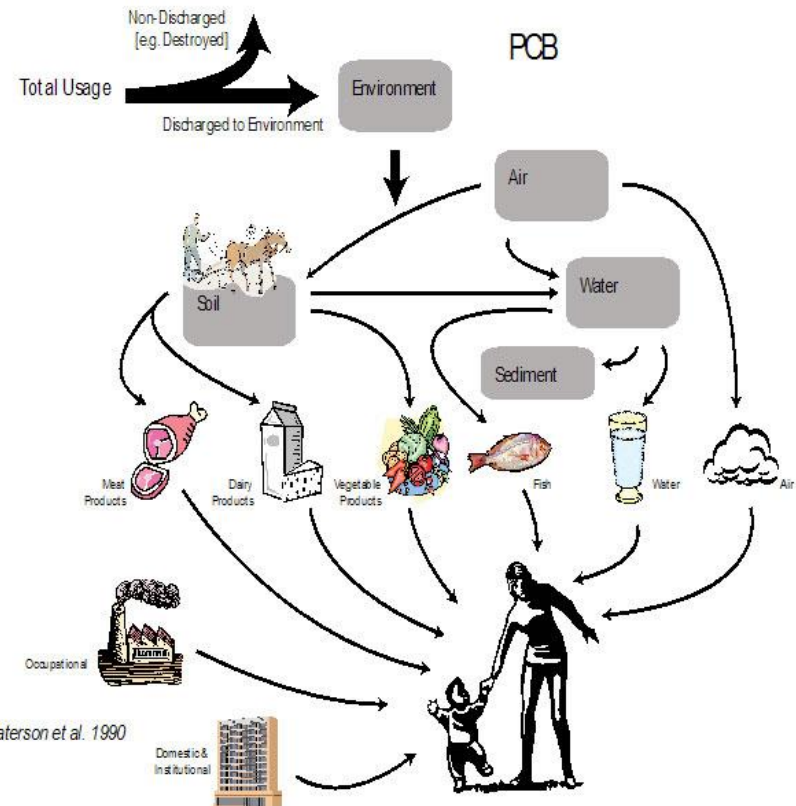 Non-Discharged
[e.g. Destroyed]
PCB
Total Usage
Environment
Discharged to Environment
Air
Soil
Water
Sediment
Meat
Products
Dairy
Products
Vegetable
Products
Fish
Water
Air
Occupational
aterson et al. 1990
Domestic &
Institutional